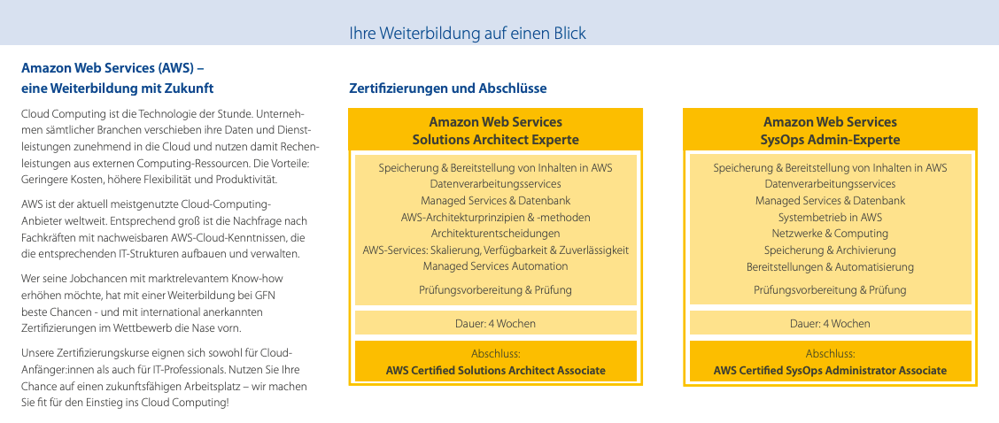 Ihre Weiterbildung auf einen Blick
Amazon Web Services (AWS) –
eine Weiterbildung mit Zukunft
Cloud Computing ist die Technologie der Stunde. Unterneh-
men sämtlicher Branchen verschieben ihre Daten und Dienst-
leistungen zunehmend in die Cloud und nutzen damit Rechen-
leistungen aus externen Computing-Ressourcen. Die Vorteile:
Geringere Kosten, höhere Flexibilität und Produktivität.
AWS ist der aktuell meistgenutzte Cloud-Computing-
Anbieter weltweit. Entsprechend groß ist die Nachfrage nach
Fachkräften mit nachweisbaren AWS-Cloud-Kenntnissen, die
die entsprechenden IT-Strukturen aufbauen und verwalten.
Wer seine Jobchancen mit marktrelevantem Know-how
erhöhen möchte, hat mit einer Weiterbildung bei GFN
beste Chancen - und mit international anerkannten
Zertifizierungen im Wettbewerb die Nase vorn.
Unsere Zertifizierungskurse eignen sich sowohl für Cloud-
Anfänger:innen als auch für IT-Professionals. Nutzen Sie Ihre
Chance auf einen zukunftsfähigen Arbeitsplatz – wir machen
Sie fit für den Einstieg ins Cloud Computing!
Zertifizierungen und Abschlüsse
Amazon Web Services
Solutions Architect Experte
Speicherung & Bereitstellung von Inhalten in AWS
Datenverarbeitungsservices
Managed Services & Datenbank
AWS-Architekturprinzipien & -methoden
Architekturentscheidungen
AWS-Services: Skalierung, Verfügbarkeit & Zuverlässigkeit
Managed Services Automation
Prüfungsvorbereitung & Prüfung
Dauer: 4 Wochen
Abschluss:
AWS Certified Solutions Architect Associate
Amazon Web Services
SysOps Admin-Experte
Speicherung & Bereitstellung von Inhalten in AWS
Datenverarbeitungsservices
Managed Services & Datenbank
Systembetrieb in AWS
Netzwerke & Computing
Speicherung & Archivierung
Bereitstellungen & Automatisierung
Prüfungsvorbereitung & Prüfung
Dauer: 4 Wochen
Abschluss:
AWS Certified SysOps Administrator Associate